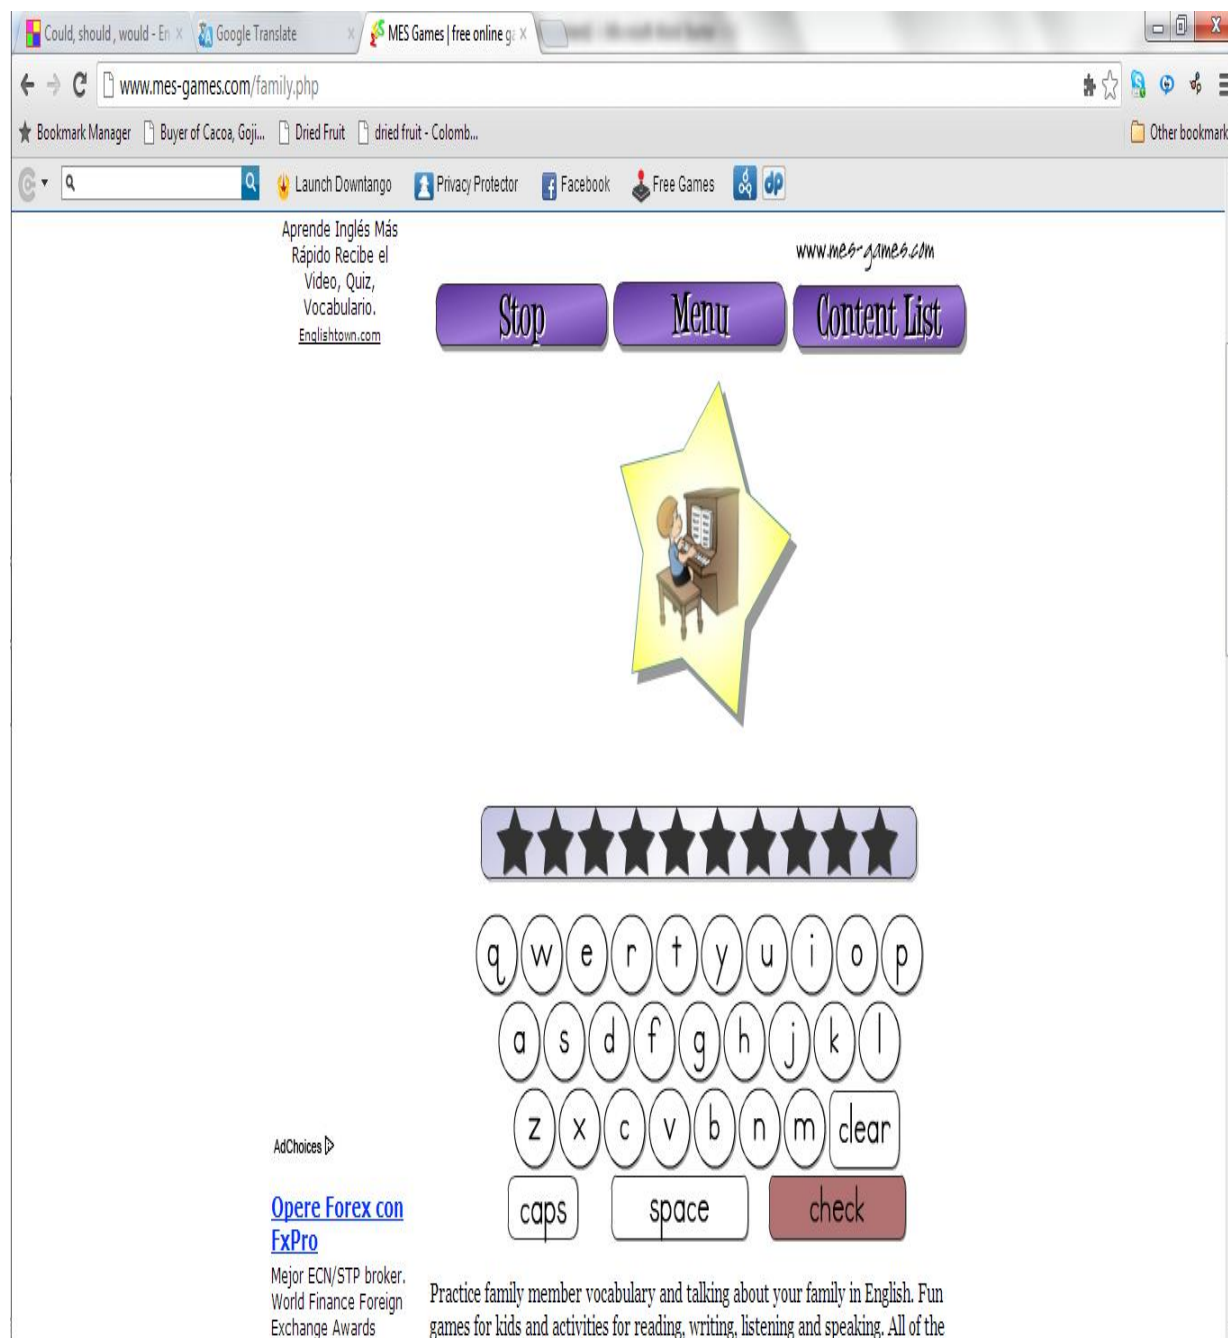 Could, should , would - En
Google Translate
MES Games | free online ga
www.mes-games.com/family.php
Bookmark Manager
Buyer of Cacoa, Goji...
Dried Fruit
dried fruit - Colomb...
Other bookmark
Launch Downtango
Privacy Protector
Facebook
Free Games
dp
Aprende Inglés Más
Rápido Recibe el
Video, Quiz,
Vocabulario.
Englishtown.com
www.mes-games.com
Stop
Menu
Content List
q w e r t y u i o p
a s d f g h j k l
z x c v b n m clear
caps space check
AdChoices
Opere Forex con
FxPro
Mejor ECN/STP broker.
World Finance Foreign
Exchange Awards
Practice family member vocabulary and talking about your family in English. Fun
games for kids and activities for reading, writing, listening and speaking. All of the